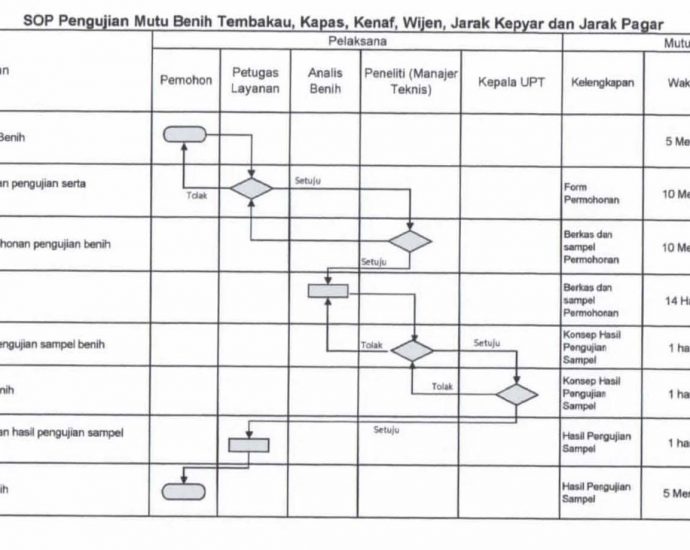 SOP Pengujian Mutu Benih Tembakau, Kapas, Kenaf, Wijen, Jarak Kepyar dan Jarak Pagar
Pelaksana
Mutu
an
Pemohon
Petugas
Layanan
Analis
Benih
Peneliti (Manajer
Teknis)
Kepala UPT
Kelengkapan
Wak
Benih
5 Me
an pengujian serta
Tolak
Setuju
Form
Permohonan
10 Me
ohonan pengujian benih
Setuju
Berkas dan
sampel
Permohonan
10 Me
Berkas dan
sampel
Permohonan
14 Ha
engujian sampel benih
Tolak
Setuju
Konsep Hasil
Pengujian
Sampel
1 ha
nih
Tolak
Konsep Hasil
Pengujian
Sampel
1 ha
an hasil pengujian sampel
Setuju
Hasil Pengujian
Sampel
1 ha
ih
Hasil Pengujian
Sampel
5 Me